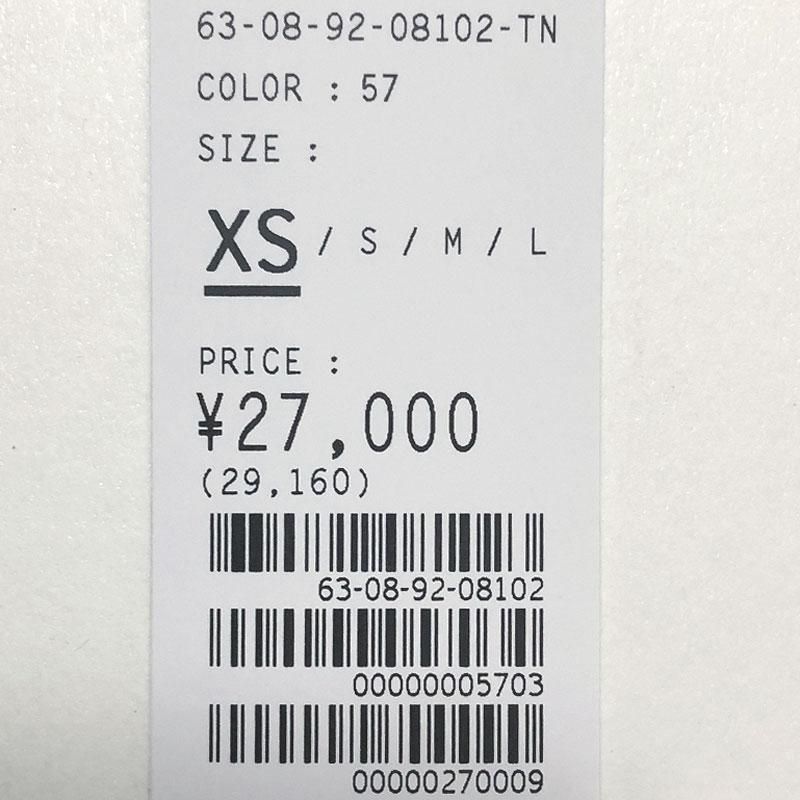 63-08-92-08102-TN
COLOR : 57
SIZE :
XS / S / M / L
PRICE :
¥27,000
(29,160)
63-08-92-08102
00000005703
00000270009